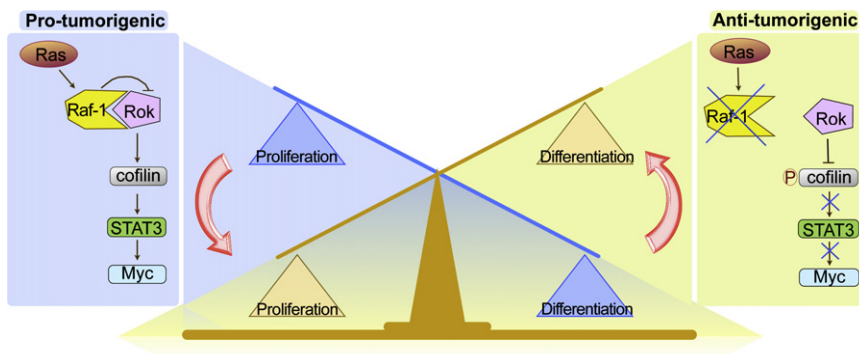 Pro-tumorigenic
Ras
Raf-1
Rok
cofilin
STAT3
Myc
Proliferation
Proliferation
Differentiation
Differentiation
Anti-tumorigenic
Ras
Raf-1
Rok
P
cofilin
STAT3
Myc